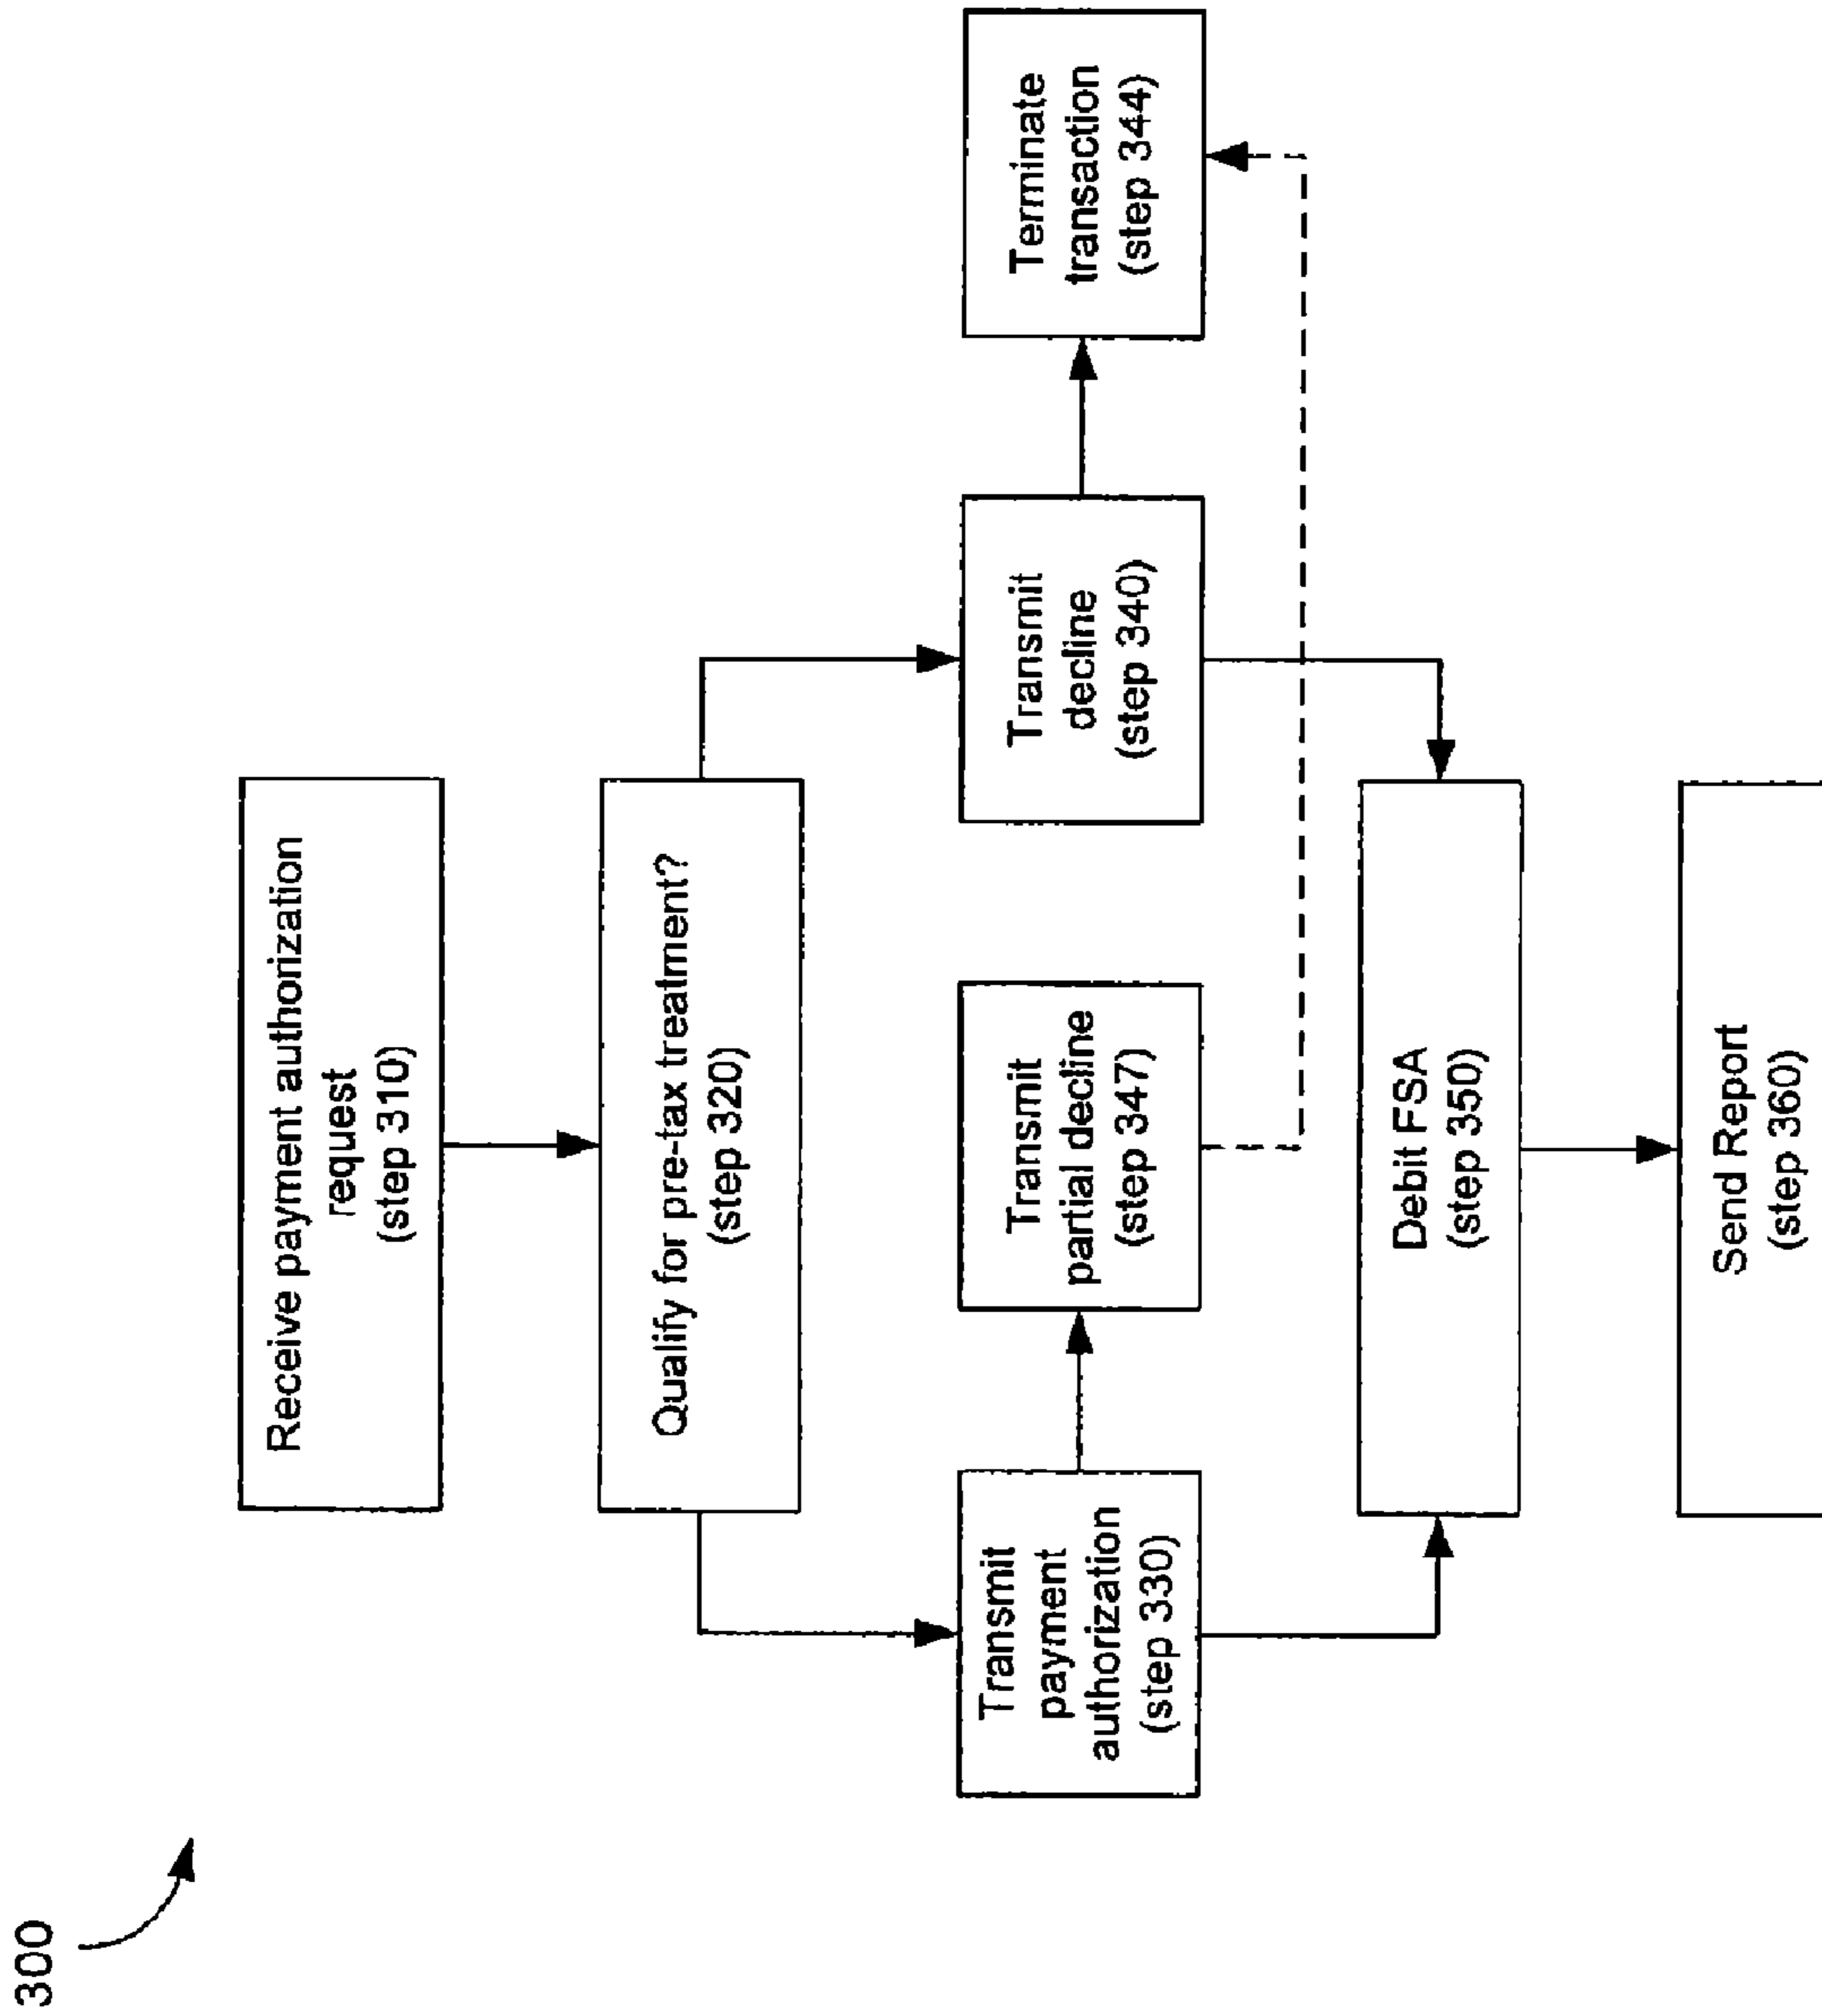 300
Receive payment authorization
request
(step 310)
Qualify for pre-tax treatment?
(step 320)
Transmit
payment
authorization
(step 330)
Transmit
partial decline
(step 347)
Transmit
decline
(step 340)
Terminate
transaction
(step 344)
Debit FSA
(step 350)
Send Report
(step 360)